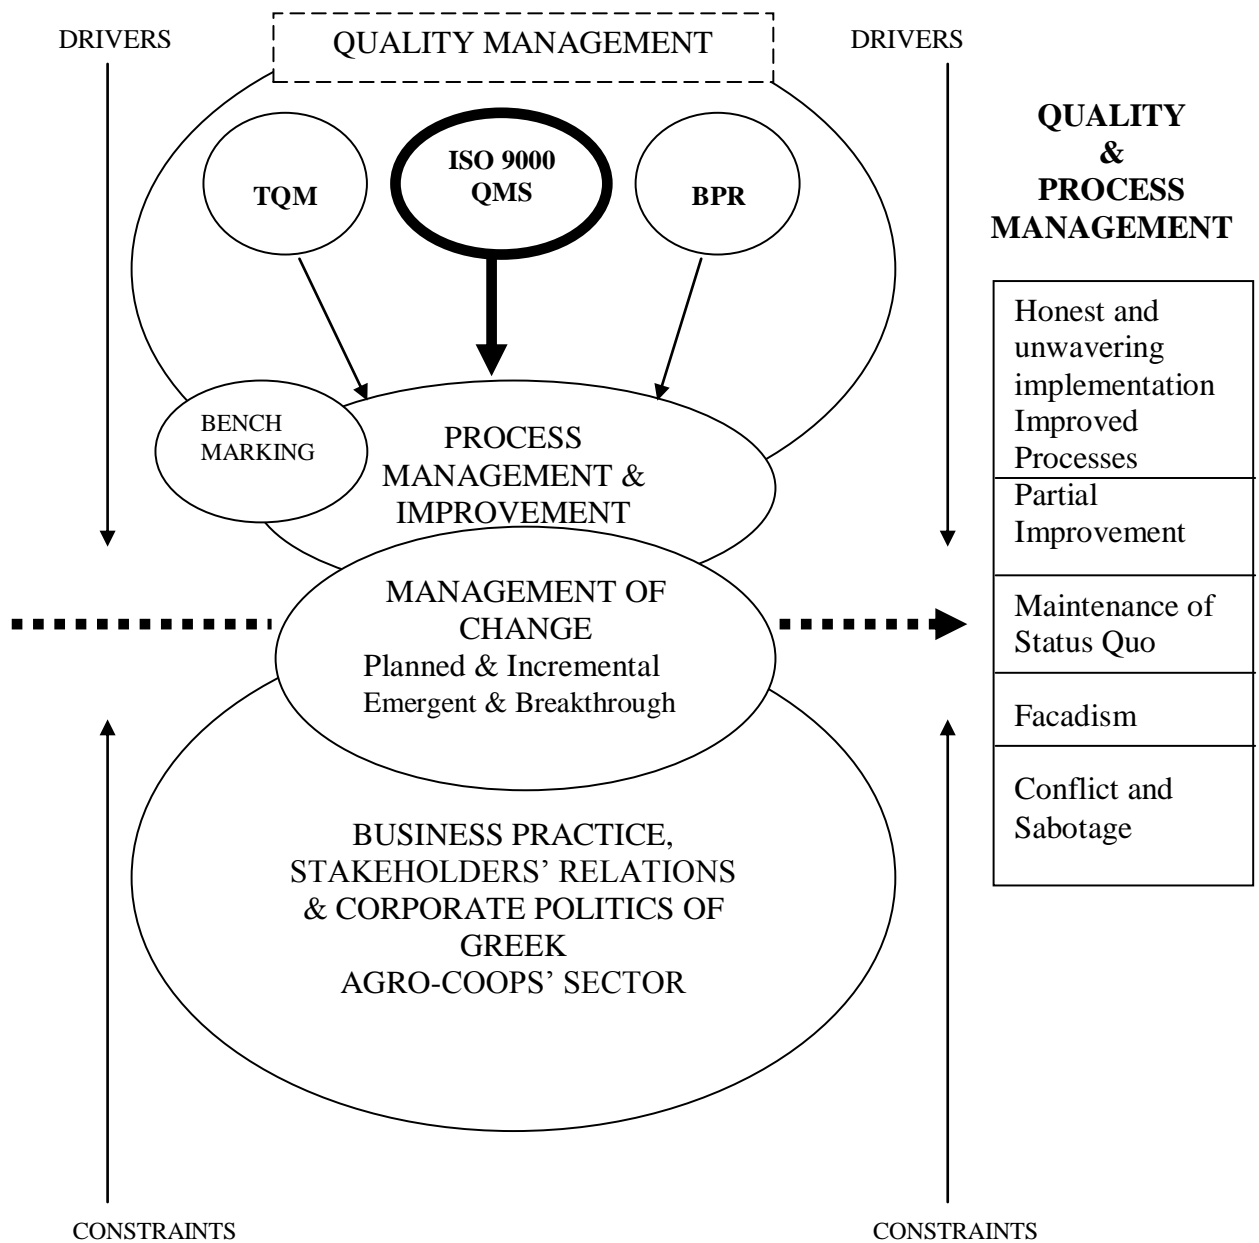 DRIVERS
QUALITY MANAGEMENT
DRIVERS
TQM
ISO 9000
QMS
BPR
QUALITY
&
PROCESS
MANAGEMENT
BENCH
MARKING
PROCESS
MANAGEMENT &
IMPROVEMENT
MANAGEMENT OF
CHANGE
Planned & Incremental
Emergent & Breakthrough
BUSINESS PRACTICE,
STAKEHOLDERS’ RELATIONS
& CORPORATE POLITICS OF
GREEK
AGRO-COOPS’ SECTOR
Honest and
unwavering
implementation
Improved
Processes
Partial
Improvement
Maintenance of
Status Quo
Facadism
Conflict and
Sabotage
CONSTRAINTS
CONSTRAINTS